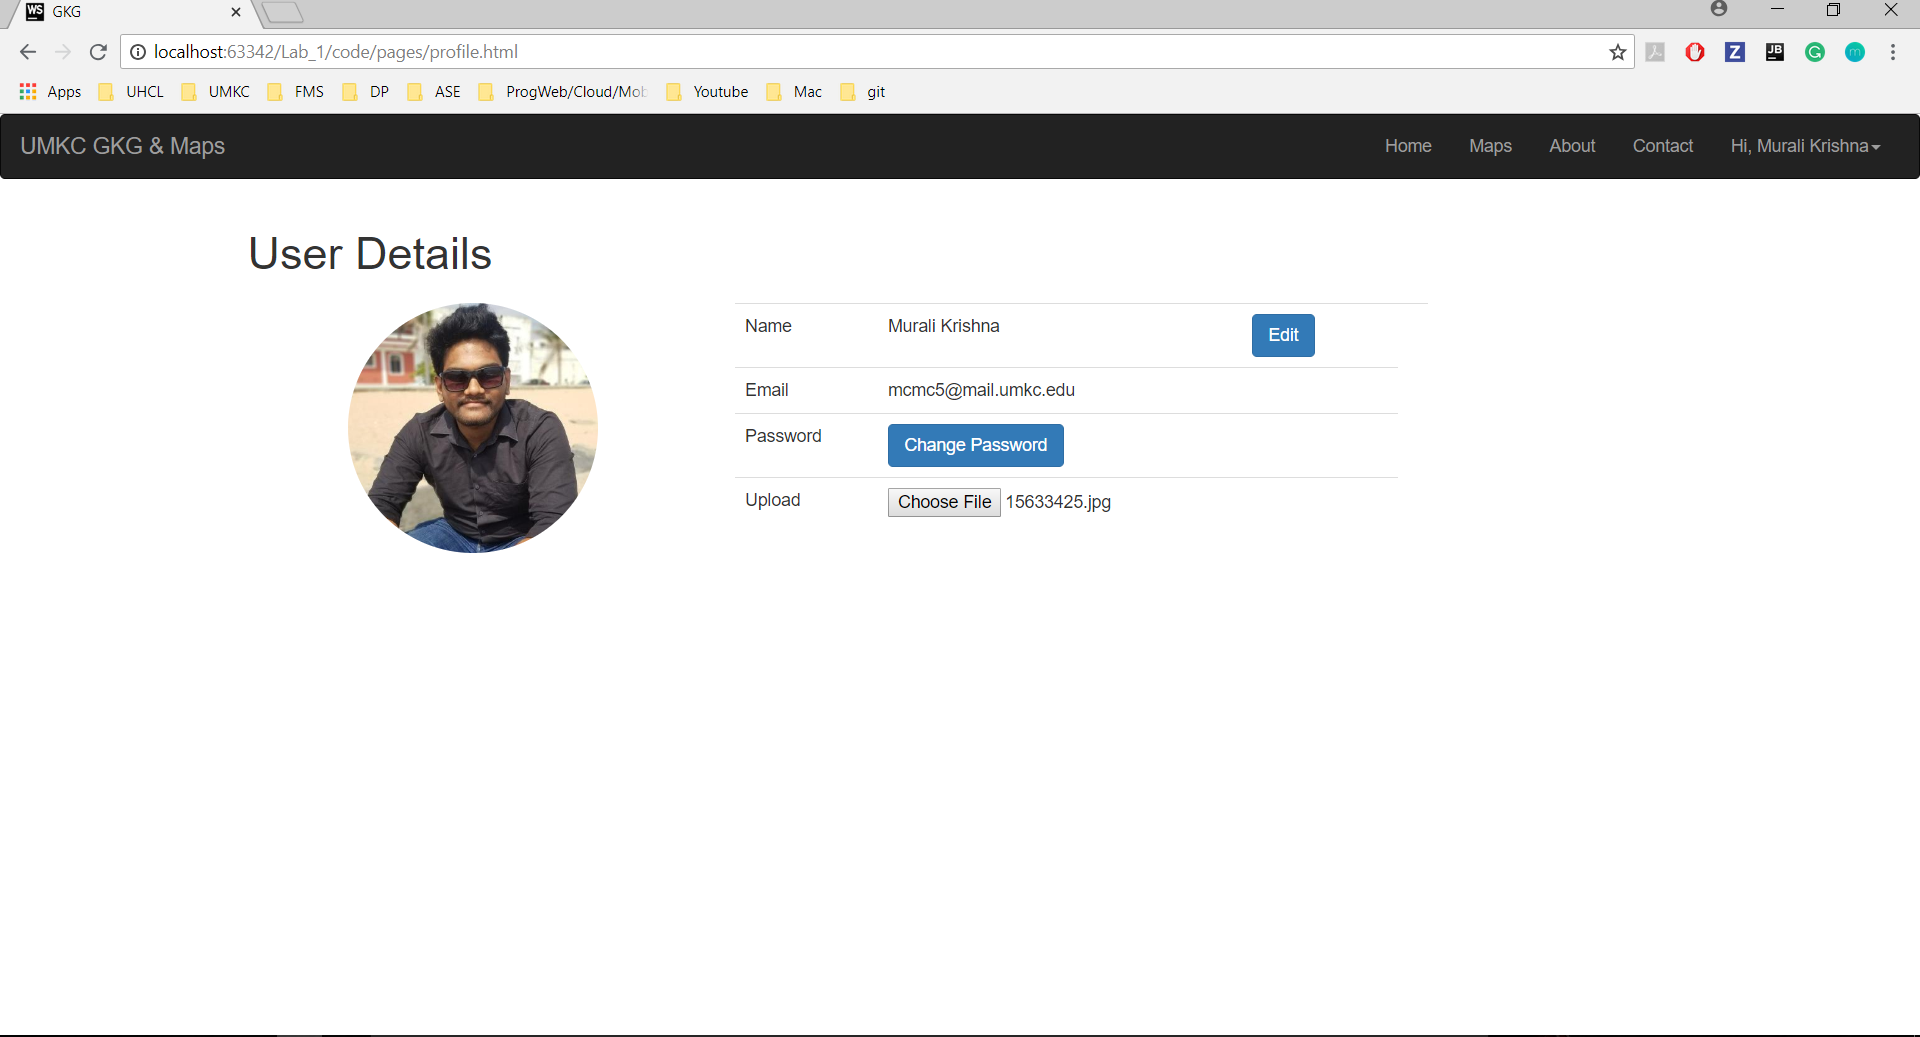 WS GKG
localhost:63342/Lab_1/code/pages/profile.html
Z JB G m
Apps UHCL UMKC FMS DP ASE ProgWeb/Cloud/Mob Youtube Mac git
UMKC GKG & Maps Home Maps About Contact Hi, Murali Krishna
User Details
Name Murali Krishna Edit
Email mcmc5@mail.umkc.edu
Password Change Password
Upload Choose File 15633425.jpg